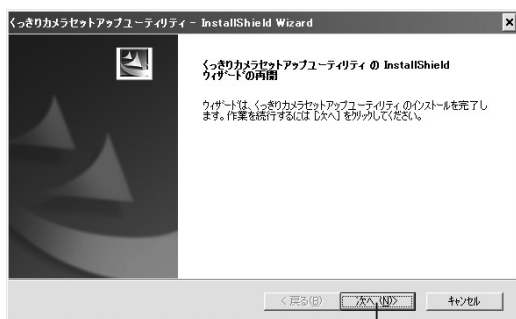 くっきりカメラセットアップユーティリティ - InstallShield Wizard
くっきりカメラセットアップユーティリティ の InstallShield
ウィザードの再開
ウィザードは、くっきりカメラセットアップユーティリティ のインストールを完了し
ます。作業を続行するには [次へ] をクリックしてください。
< 戻る(B) 次へ(N)> キャンセル